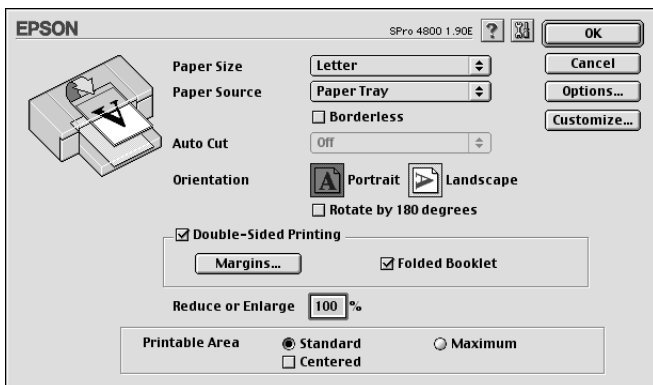 EPSON
SPro 4800 1.90E
OK
Paper Size Letter
Cancel
Paper Source Paper Tray
Options...
Borderless
Customize...
Auto Cut Off
Orientation A Portrait A Landscape
Rotate by 180 degrees
Double-Sided Printing
Margins... Folded Booklet
Reduce or Enlarge 100 %
Printable Area Standard Maximum
Centered